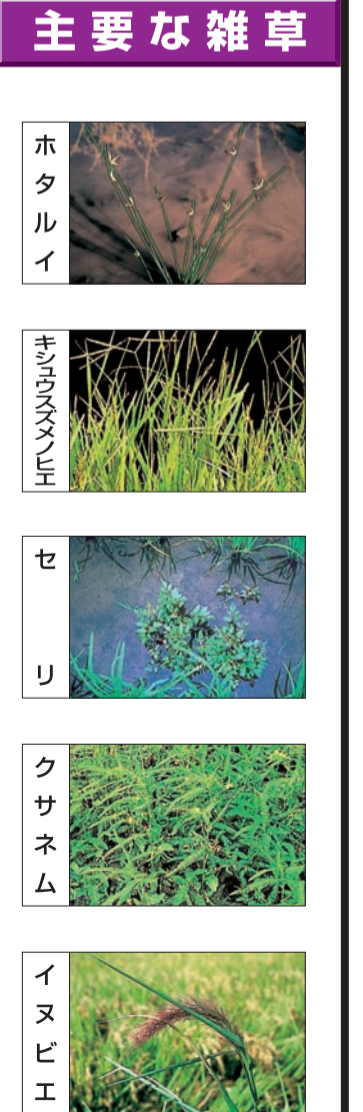 主要な雑草
ホタルイ
キシュウスズメノヒエ
セリ
クサネム
イヌビエ